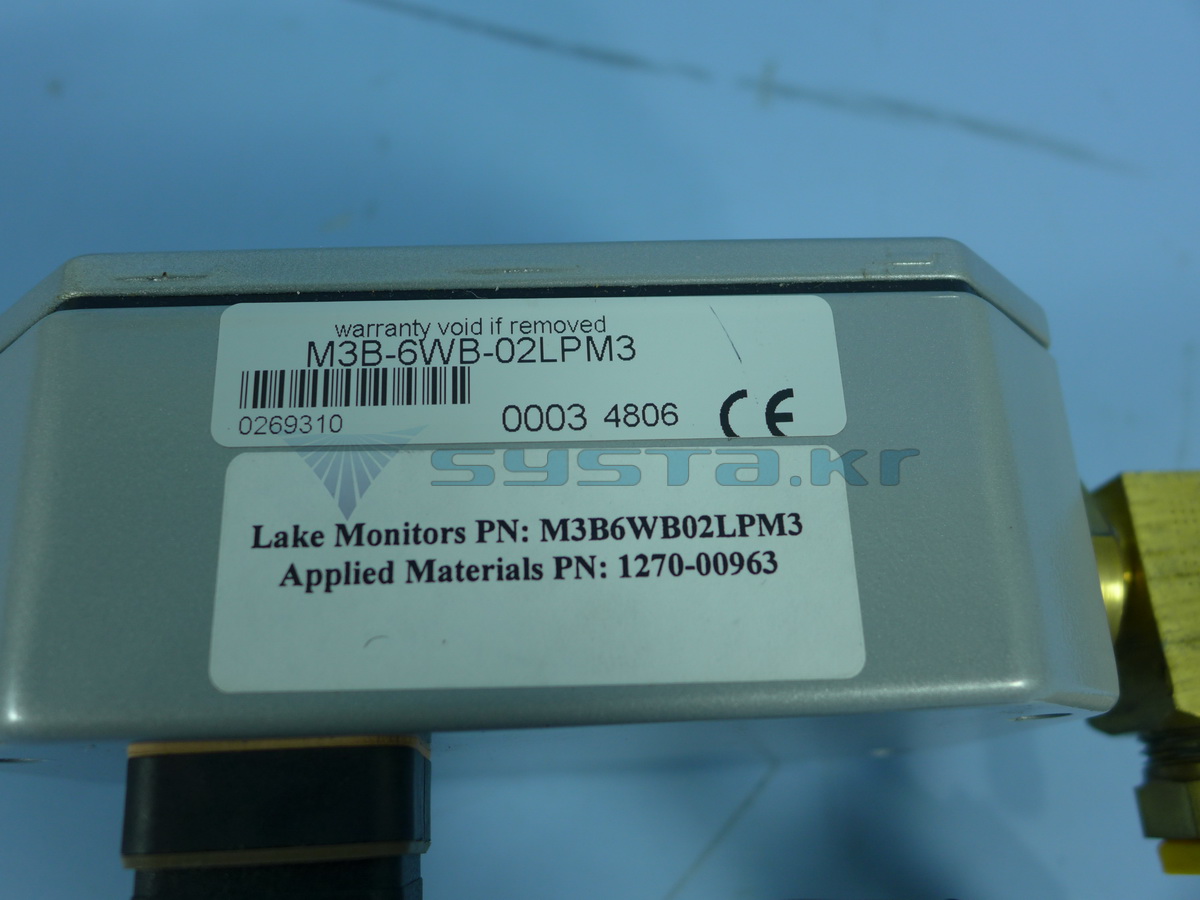 warranty void if removed
M3B-6WB-02LPM3
0269310
0003 4806
CE
systa.kr
Lake Monitors PN: M3B6WB02LPM3
Applied Materials PN: 1270-00963